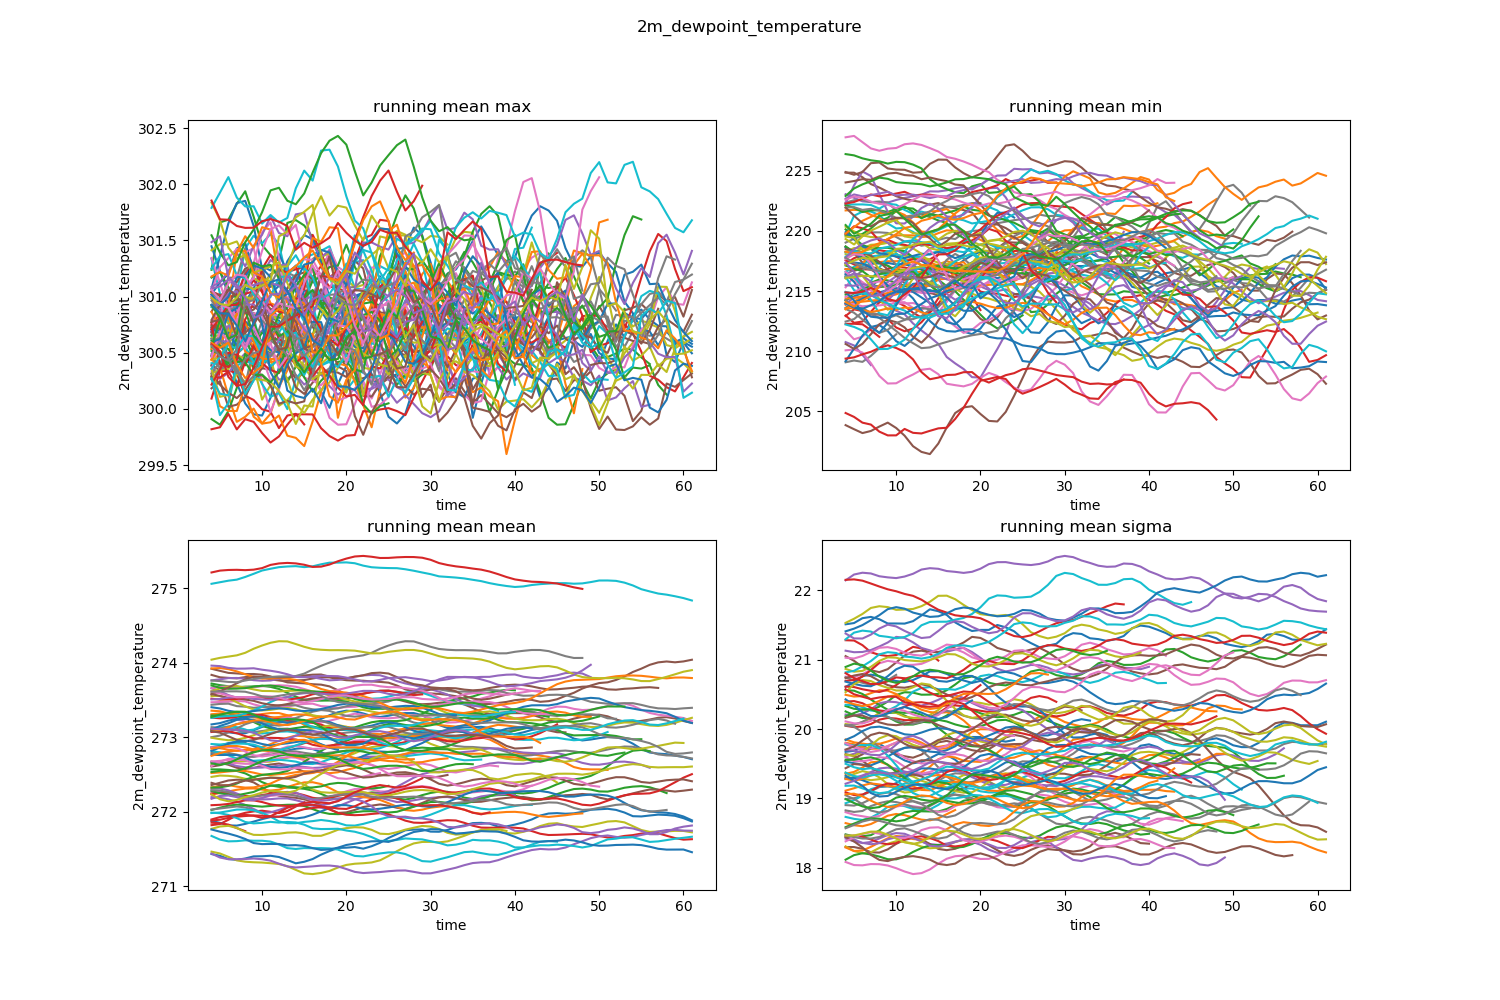 2m_dewpoint_temperature
running mean max
302.5
302.0
301.5
301.0
300.5
300.0
299.5
2m_dewpoint_temperature
10 20 30 40 50 60
time
running mean min
225
220
215
210
205
2m_dewpoint_temperature
10 20 30 40 50 60
time
running mean mean
275
274
273
272
271
2m_dewpoint_temperature
10 20 30 40 50 60
time
running mean sigma
22
21
20
19
18
2m_dewpoint_temperature
10 20 30 40 50 60
time